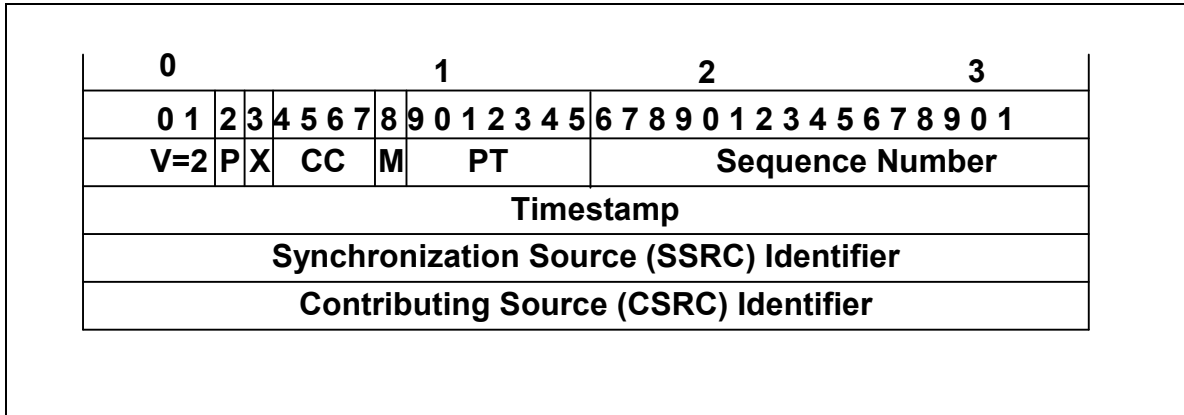 0 1 2 3
0 1 2 3 4 5 6 7 8 9 0 1 2 3 4 5 6 7 8 9 0 1 2 3 4 5 6 7 8 9 0 1
V=2 P X CC M PT Sequence Number
Timestamp
Synchronization Source (SSRC) Identifier
Contributing Source (CSRC) Identifier